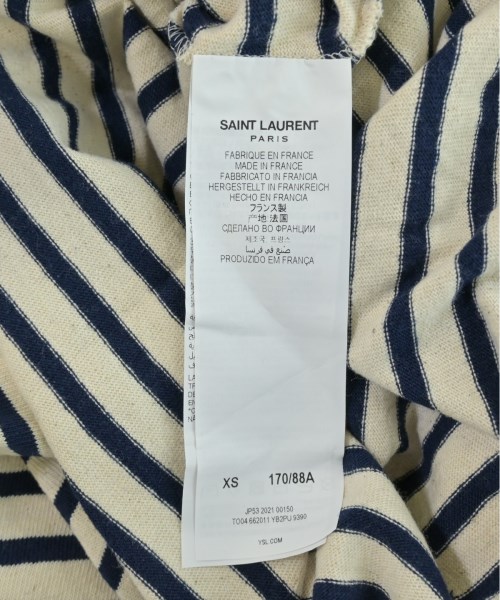 SAINT LAURENT
PARIS
FABRIQUE EN FRANCE
MADE IN FRANCE
FABBRICATO IN FRANCIA
HERGESTELLT IN FRANKREICH
HECHO EN FRANCIA
フランス製
产地 法国
СДЕЛАНО ВО ФРАНЦИИ
제조국 프랑스
صنع في فرنسا
PRODUZIDO EM FRANÇA
XS 170/88A
JP53 2021 00150
TO04 662011 YB2PU 9390
YSL.COM